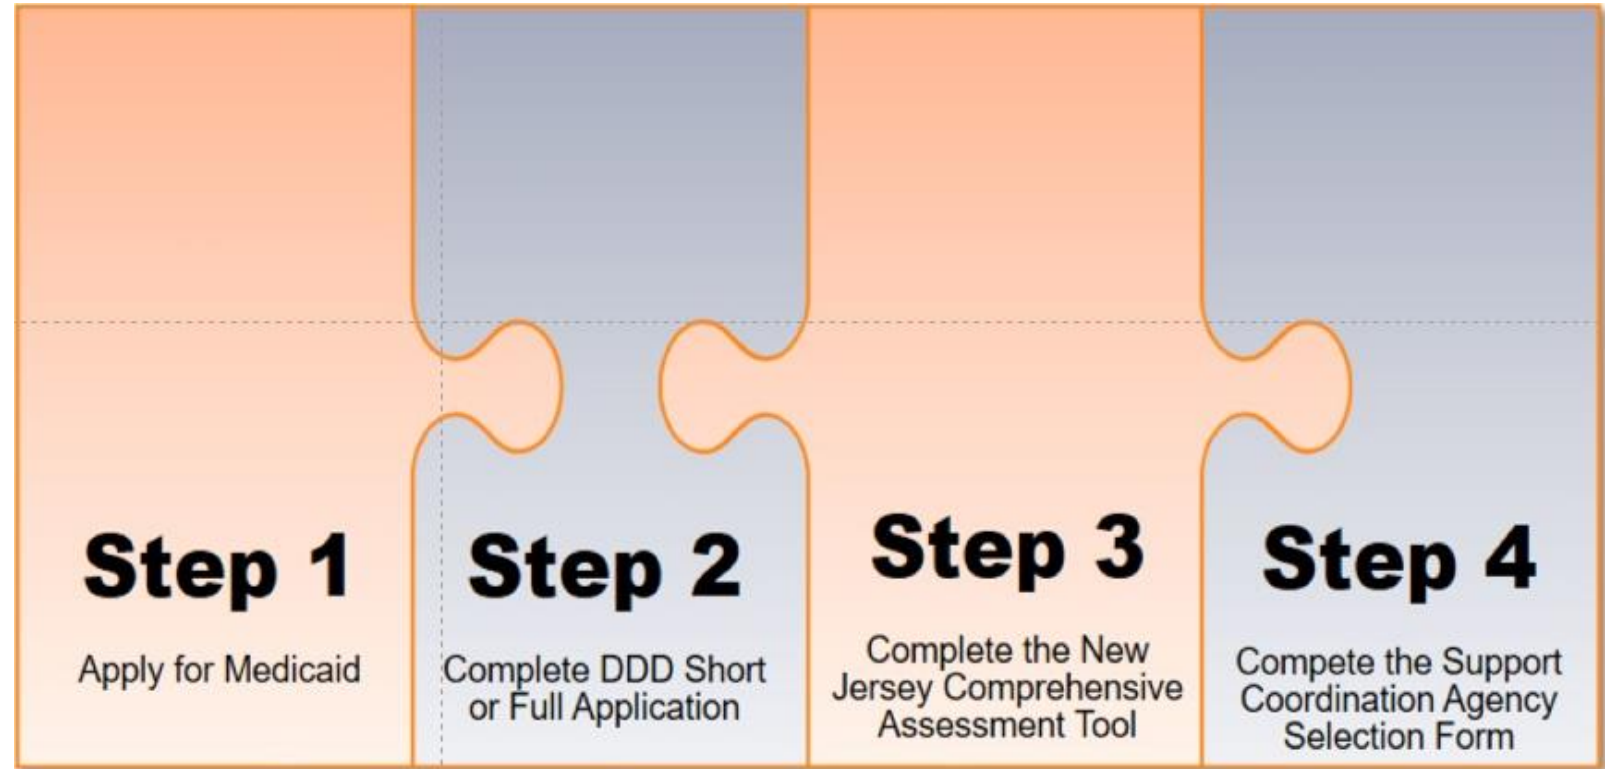 Step 1
Apply for Medicaid
Step 2
Complete DDD Short
or Full Application
Step 3
Complete the New
Jersey Comprehensive
Assessment Tool
Step 4
Compete the Support
Coordination Agency
Selection Form